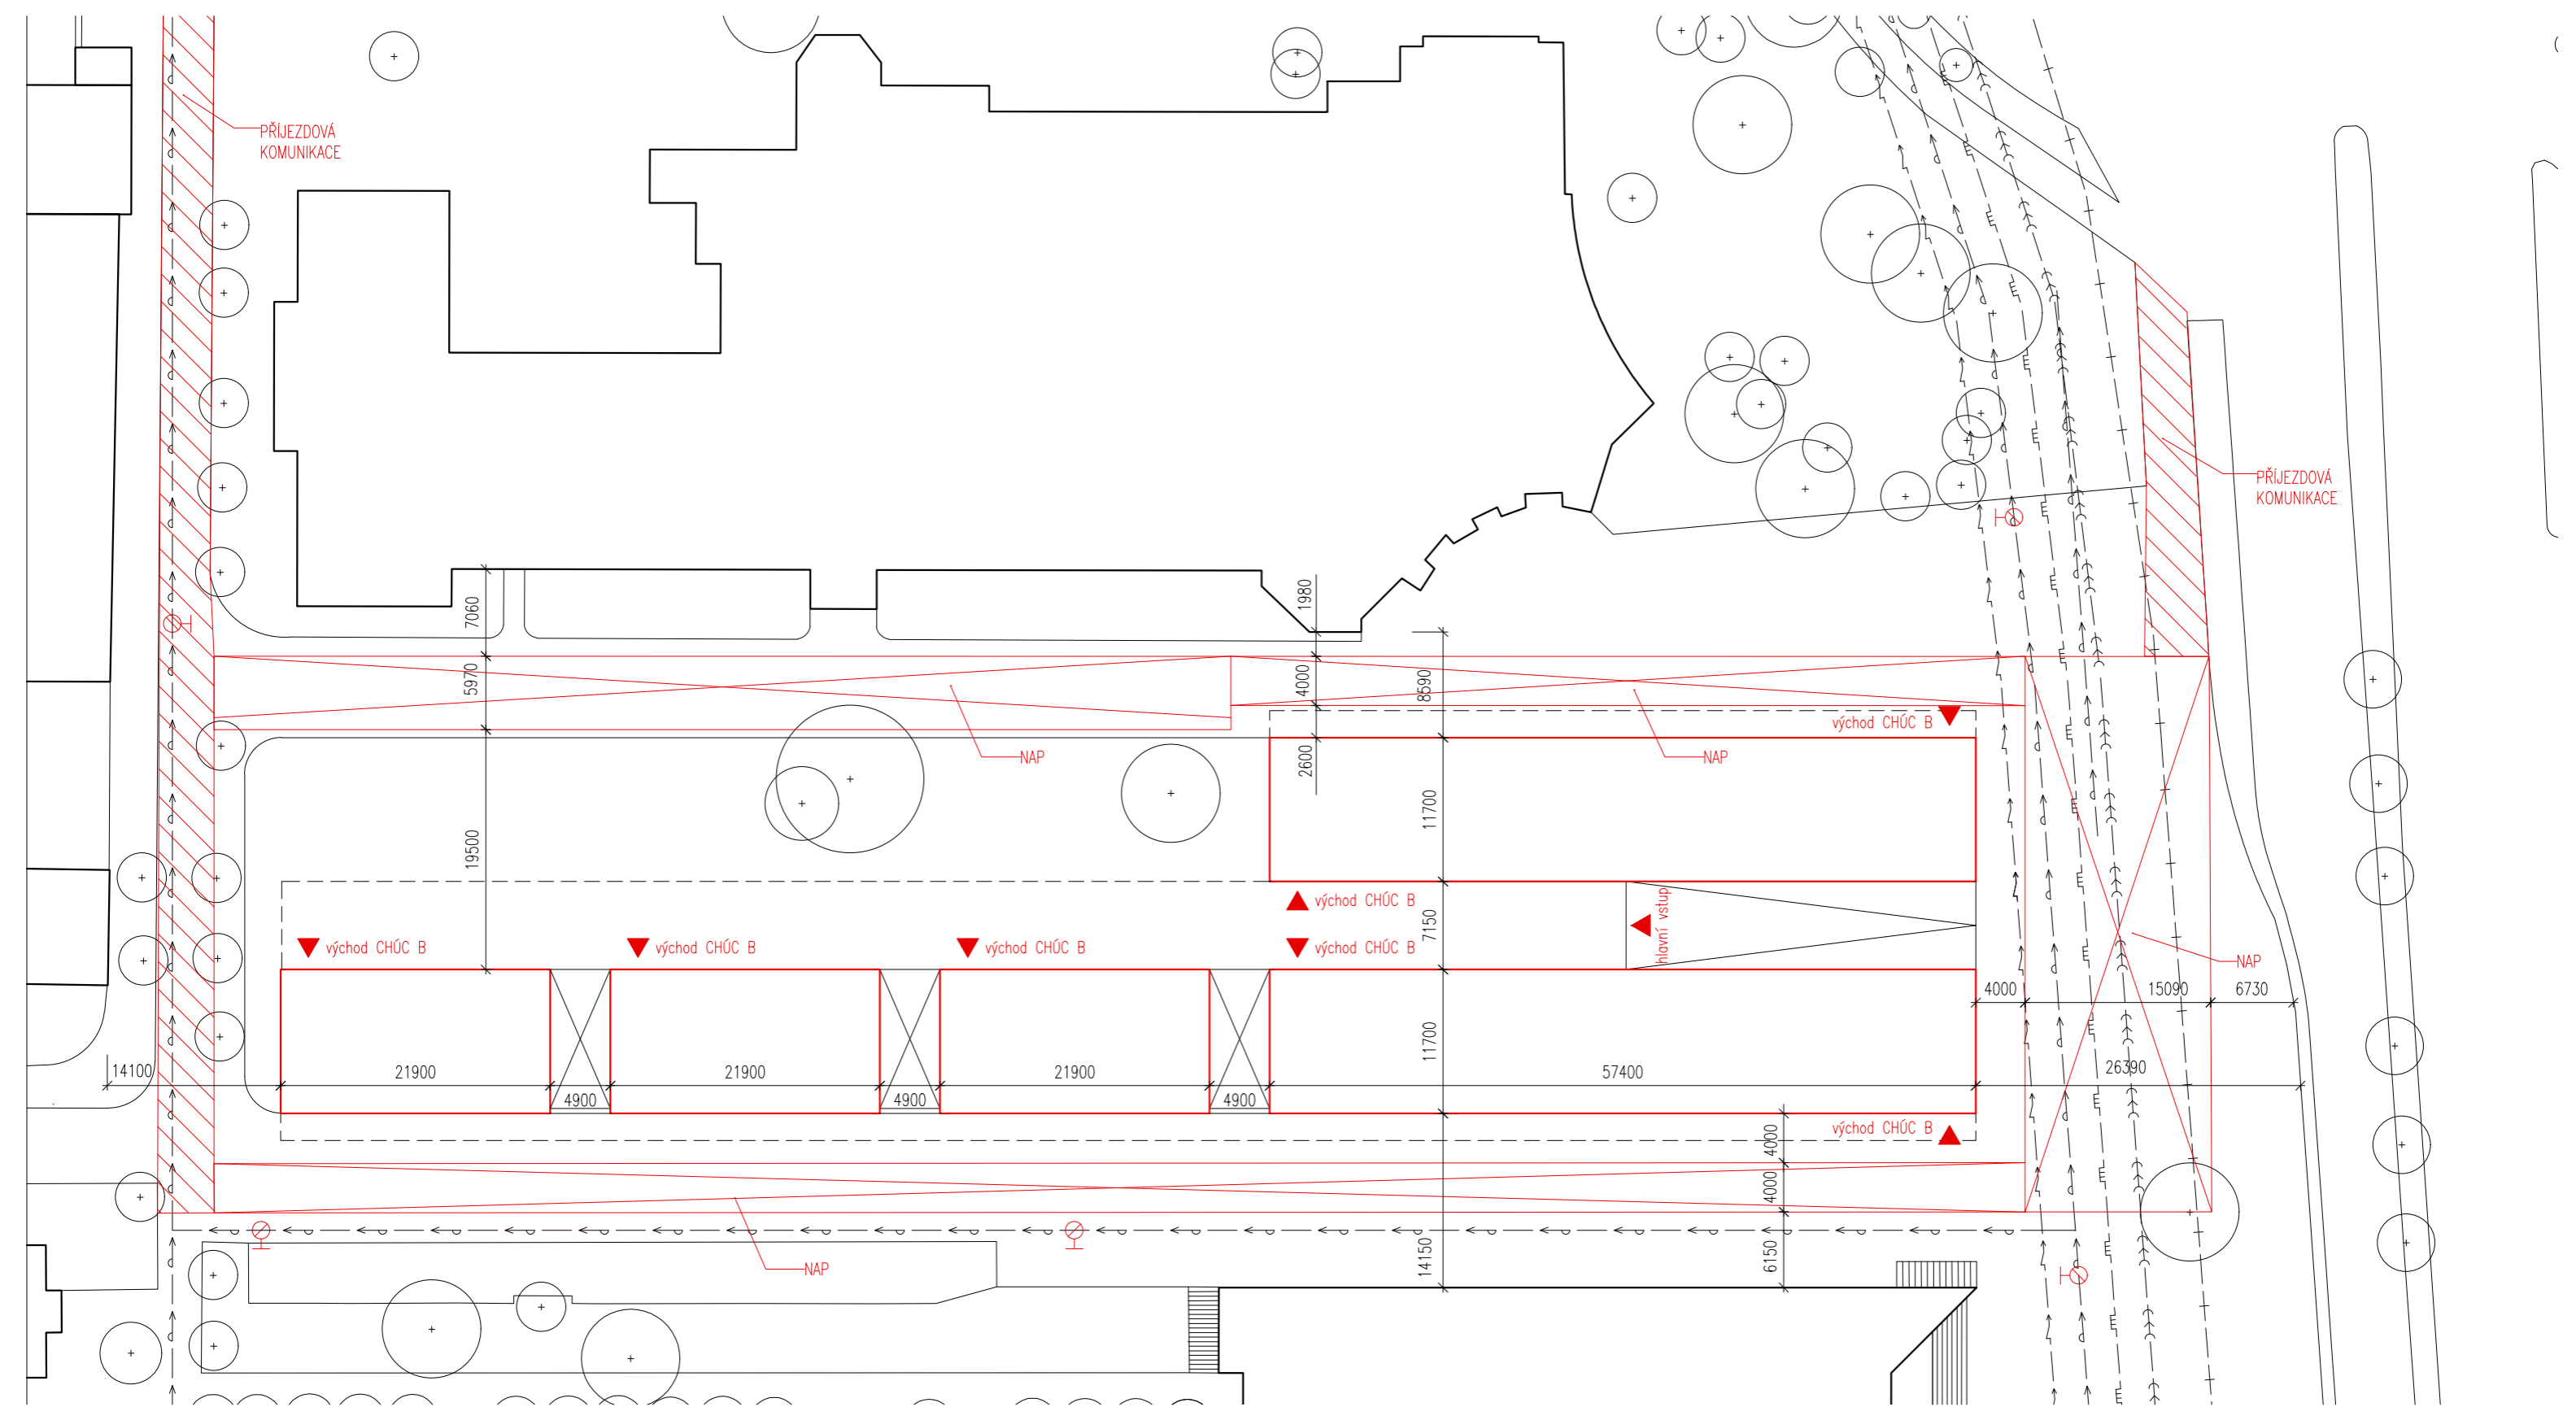 PŘÍJEZDOVÁ
KOMUNIKACE
PŘÍJEZDOVÁ
KOMUNIKACE
7060
1980
5970
4000
8590
východ CHÚC B
NAP
NAP
2600
11700
19500
východ CHÚC B
hlavní vstup
7150
východ CHÚC B
východ CHÚC B
východ CHÚC B
východ CHÚC B
NAP
4000
15090
6730
11700
14100
21900
21900
21900
57400
26390
4900
4900
4900
východ CHÚC B
4000
4000
NAP
14150
6150